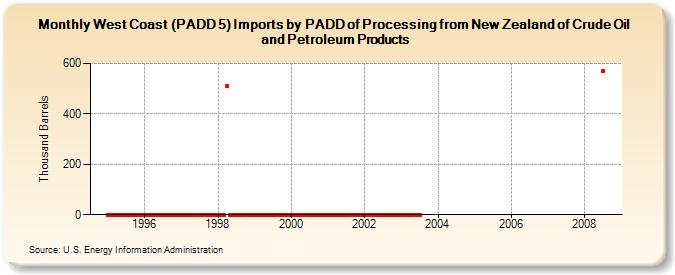 Monthly West Coast (PADD 5) Imports by PADD of Processing from New Zealand of Crude Oil
and Petroleum Products
Thousand Barrels
600
400
200
0
1996 1998 2000 2002 2004 2006 2008
Source: U.S. Energy Information Administration